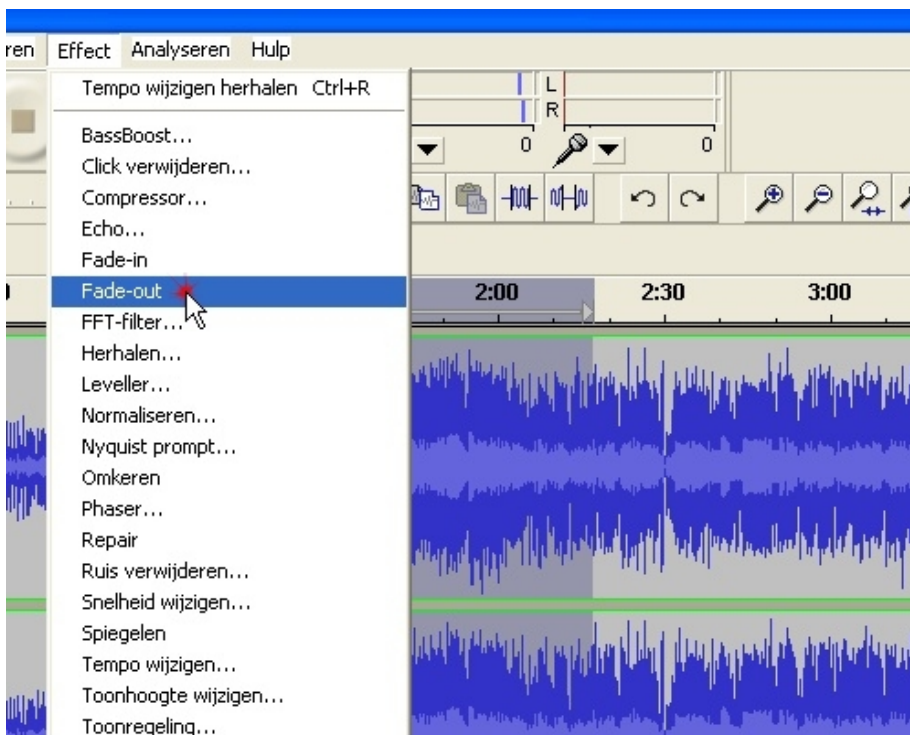 ren Effect Analyseren Hulp
Tempo wijzigen herhalen Ctrl+R
L
R
BassBoost...
0 0
Click verwijderen...
Compressor...
Echo...
Fade-in
Fade-out
2:00 2:30 3:00
FFT-filter...
Herhalen...
Leveller...
Normaliseren...
Nyquist prompt...
Omkeren
Phaser...
Repair
Ruis verwijderen...
Snelheid wijzigen...
Spiegelen
Tempo wijzigen...
Toonhoogte wijzigen...
Toonregeling...